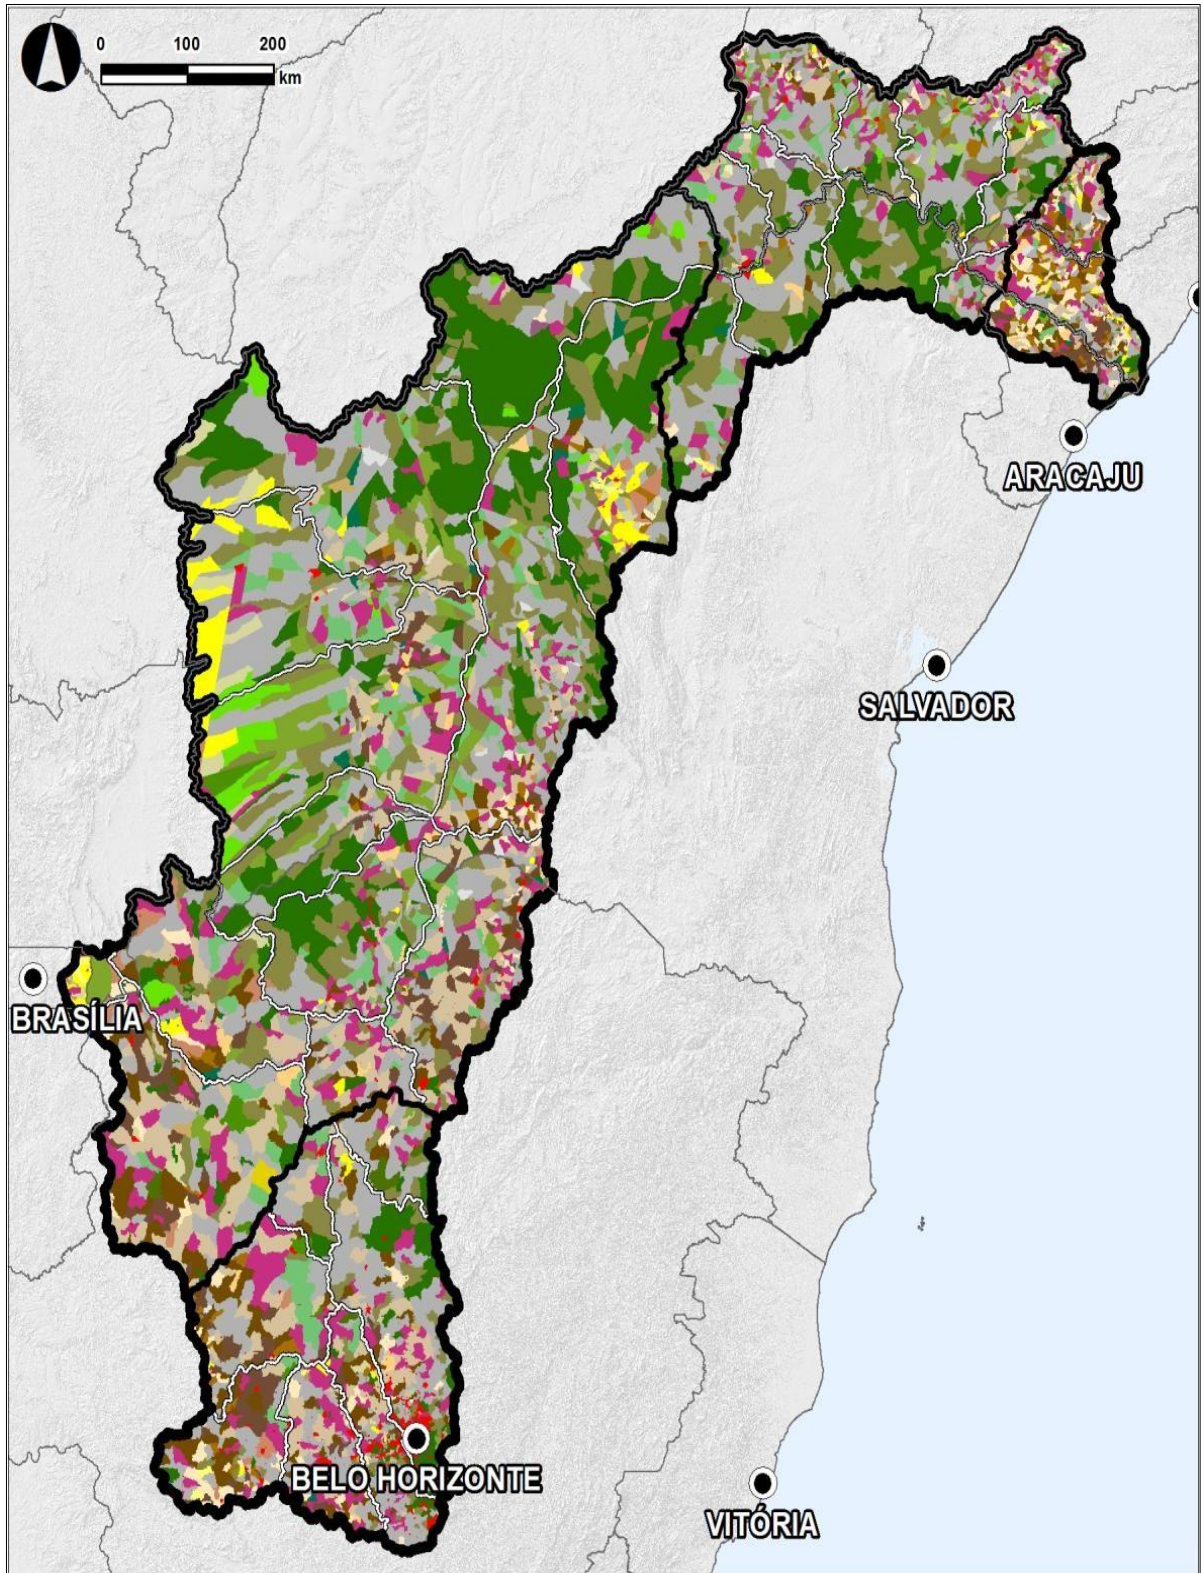 0 100 200
km
ARACAJU
SALVADOR
BRASÍLIA
BELO HORIZONTE
VITÓRIA